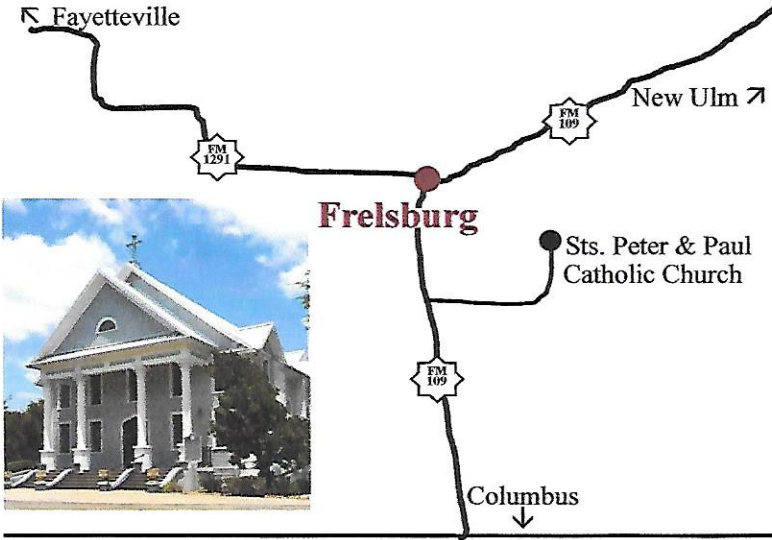 ↖ Fayetteville
New Ulm ↗
FM
109
FM
1291
Frelsburg
Sts. Peter & Paul
Catholic Church
FM
109
Columbus
↓